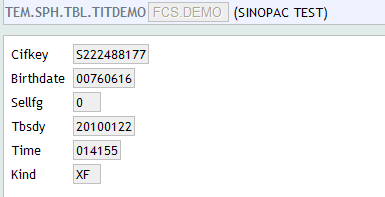 TEM.SPH.TBL.TITDEMO FCS.DEMO (SINOPAC TEST)
Cifkey S222488177
Birthdate 00760616
Sellfg 0
Tbsdy 20100122
Time 014155
Kind XF